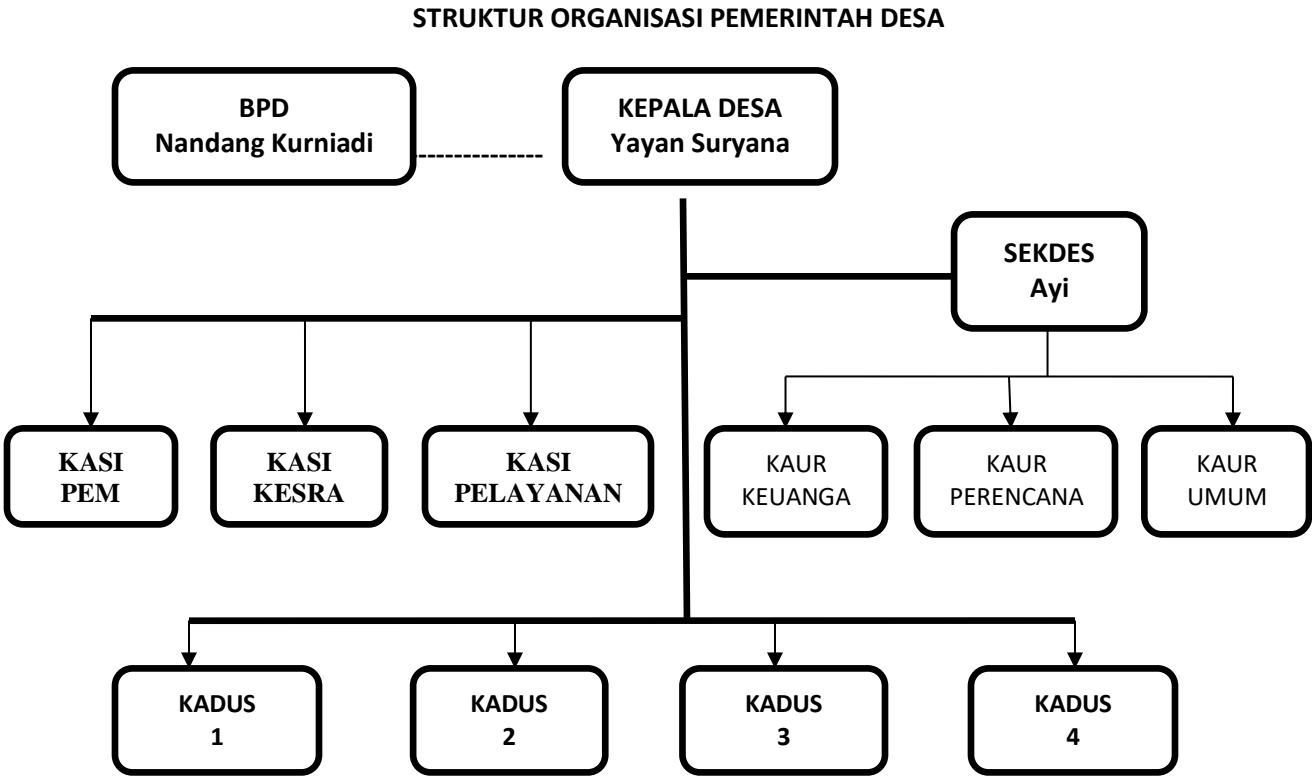 STRUKTUR ORGANISASI PEMERINTAH DESA
BPD
Nandang Kurniadi
KEPALA DESA
Yayan Suryana
SEKDES
Ayi
KASI
PEM
KASI
KESRA
KASI
PELAYANAN
KAUR
KEUANGA
KAUR
PERENCANA
KAUR
UMUM
KADUS
1
KADUS
2
KADUS
3
KADUS
4